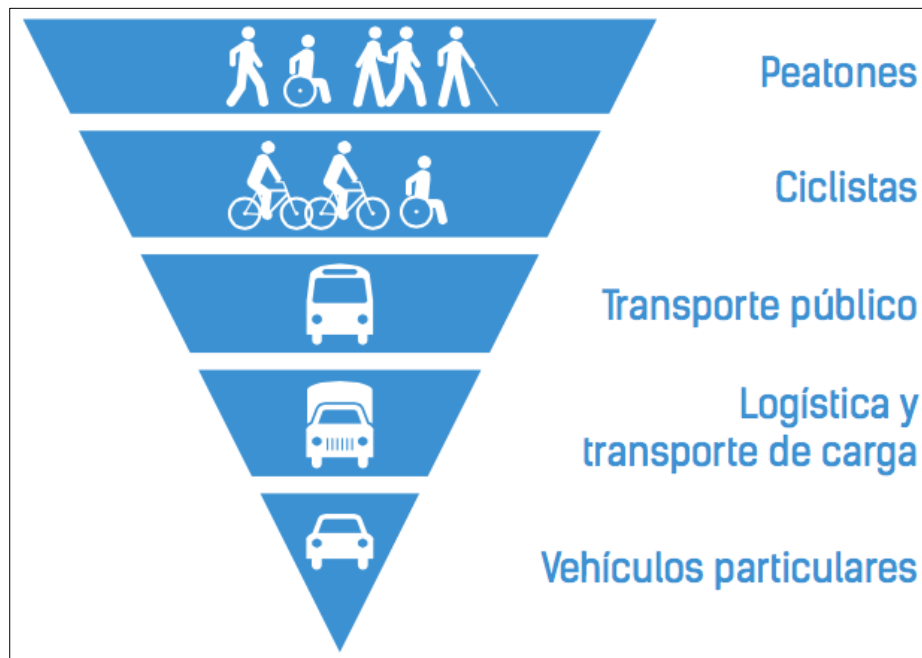 Peatones
Ciclistas
Transporte público
Logística y
transporte de carga
Vehículos particulares